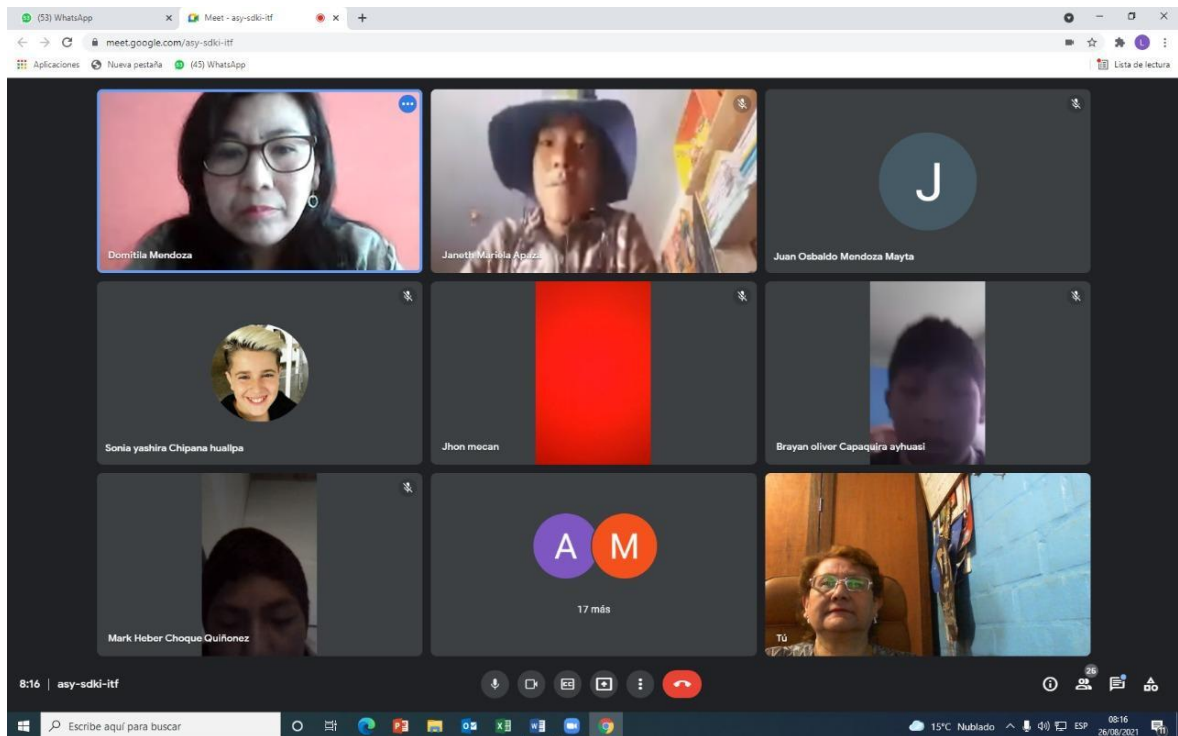 (53) WhatsApp
Meet - asy-sdki-itf
meet.google.com/asy-sdki-itf
L
Aplicaciones
Nueva pestaña
(45) WhatsApp
Lista de lectura
Domitila Mendoza
Janeth Mariela Apaza
J
Juan Osbaldo Mendoza Mayta
Sonia yashira Chipana huallpa
Jhon mecan
Brayan oliver Capaquira ayhuasi
Mark Heber Choque Quiñonez
A M
17 más
Tú
8:16 | asy-sdki-itf
26
Escribe aquí para buscar
15°C Nublado
ESP
08:16
26/08/2021